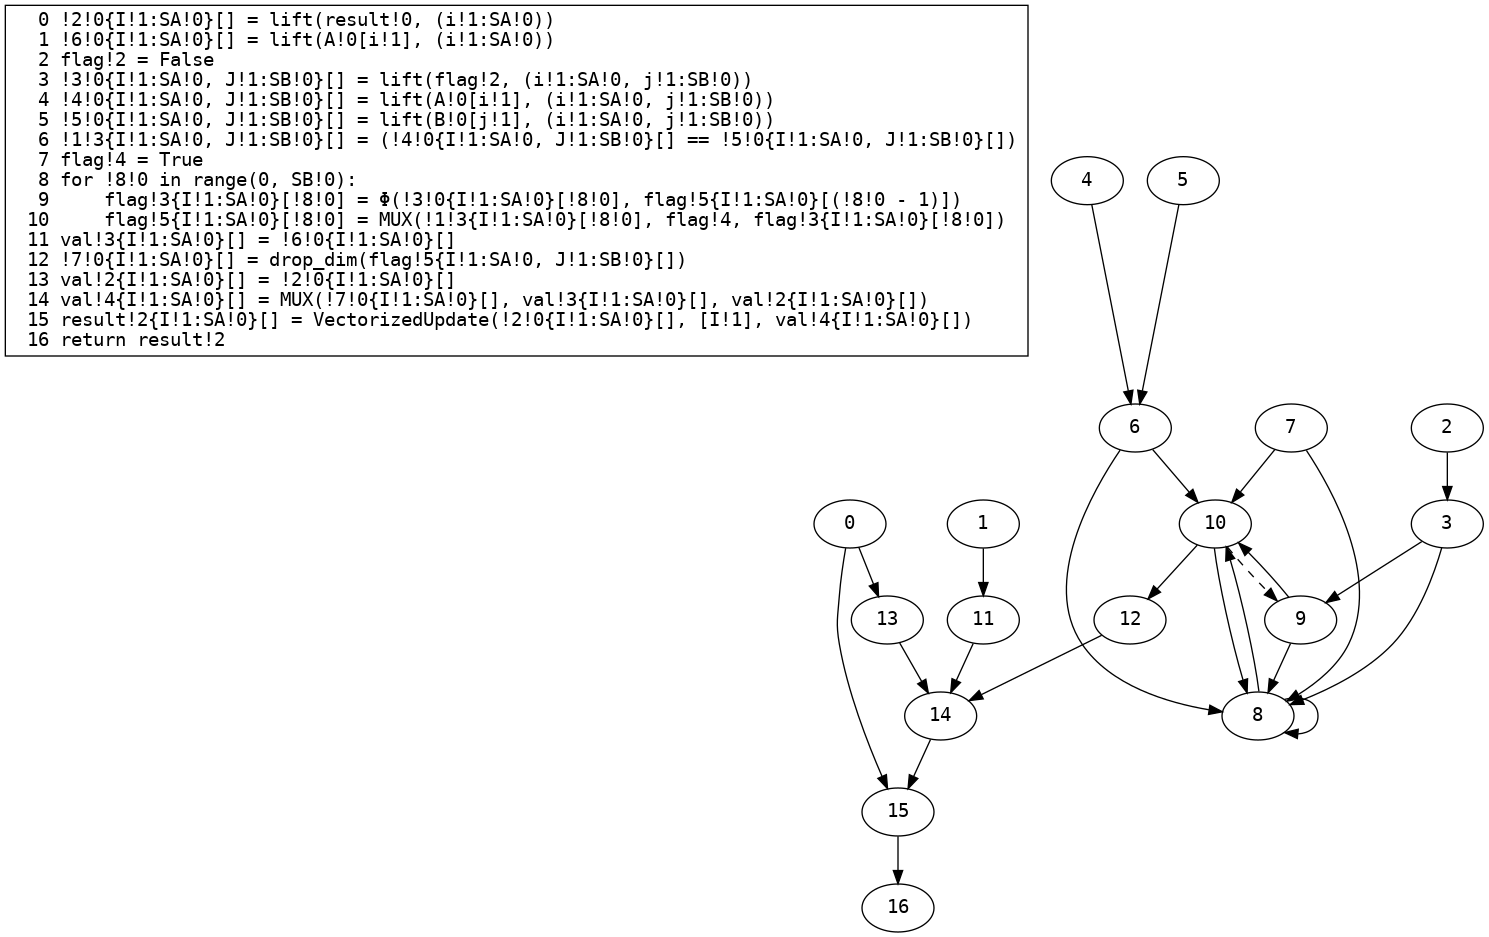 0 !2!0{I!1:SA!0}[] = lift(result!0, (i!1:SA!0))
1 !6!0{I!1:SA!0}[] = lift(A!0[i!1], (i!1:SA!0))
2 flag!2 = False
3 !3!0{I!1:SA!0, J!1:SB!0}[] = lift(flag!2, (i!1:SA!0, j!1:SB!0))
4 !4!0{I!1:SA!0, J!1:SB!0}[] = lift(A!0[i!1], (i!1:SA!0, j!1:SB!0))
5 !5!0{I!1:SA!0, J!1:SB!0}[] = lift(B!0[j!1], (i!1:SA!0, j!1:SB!0))
6 !1!3{I!1:SA!0, J!1:SB!0}[] = (!4!0{I!1:SA!0, J!1:SB!0}[] == !5!0{I!1:SA!0, J!1:SB!0}[])
7 flag!4 = True
8 for !8!0 in range(0, SB!0):
9     flag!3{I!1:SA!0}[!8!0] = Φ(!3!0{I!1:SA!0}[!8!0], flag!5{I!1:SA!0}[(!8!0 - 1)])
10     flag!5{I!1:SA!0}[!8!0] = MUX(!1!3{I!1:SA!0}[!8!0], flag!4, flag!3{I!1:SA!0}[!8!0])
11 val!3{I!1:SA!0}[] = !6!0{I!1:SA!0}[]
12 !7!0{I!1:SA!0}[] = drop_dim(flag!5{I!1:SA!0, J!1:SB!0}[])
13 val!2{I!1:SA!0}[] = !2!0{I!1:SA!0}[]
14 val!4{I!1:SA!0}[] = MUX(!7!0{I!1:SA!0}[], val!3{I!1:SA!0}[], val!2{I!1:SA!0}[])
15 result!2{I!1:SA!0}[] = VectorizedUpdate(!2!0{I!1:SA!0}[], [I!1], val!4{I!1:SA!0}[])
16 return result!2
4
5
6
7
2
0
1
10
3
13
11
12
9
14
8
15
16